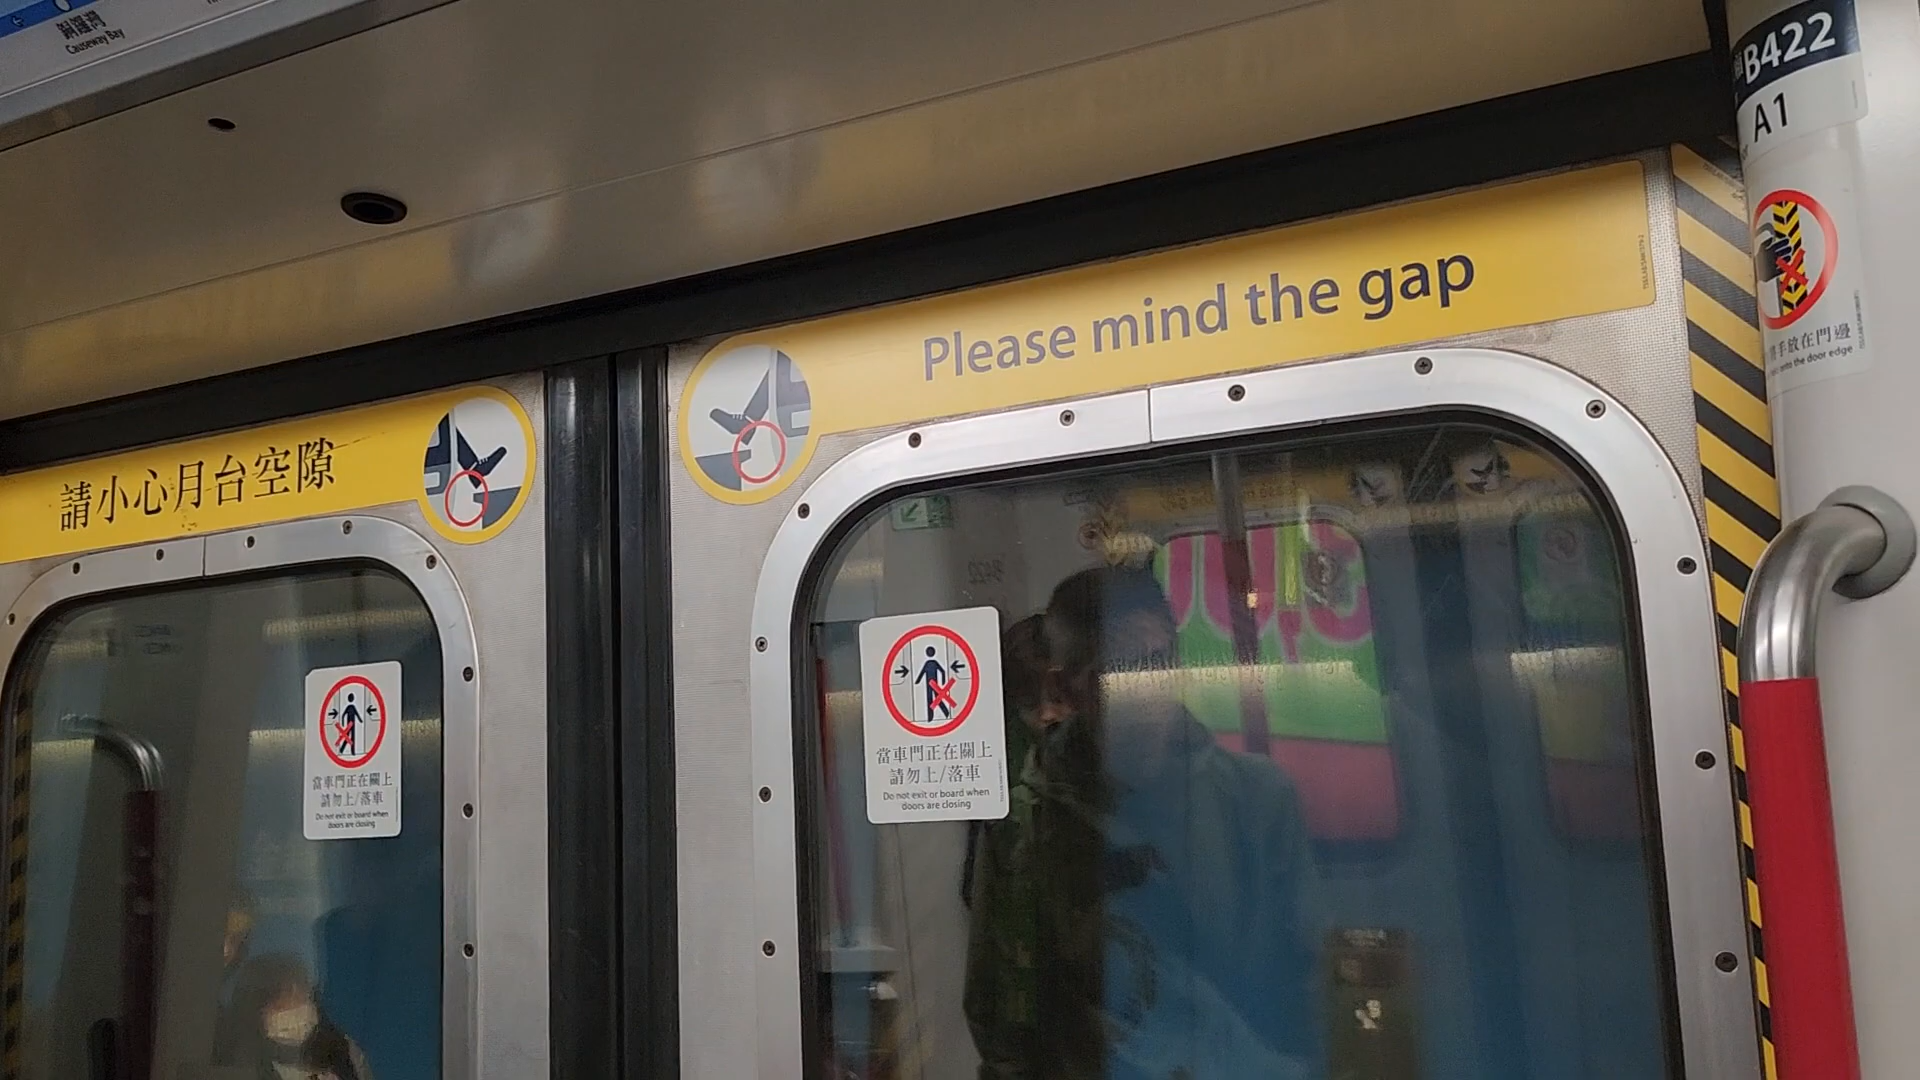 銅鑼灣
Causeway Bay
B422
A1
Please mind the gap
請小心月台空隙
手放在門邊
onto the door edge
當車門正在關上
請勿上/落車
Do not exit or board when
doors are closing
當車門正在關上
請勿上/落車
Do not exit or board when
doors are closing